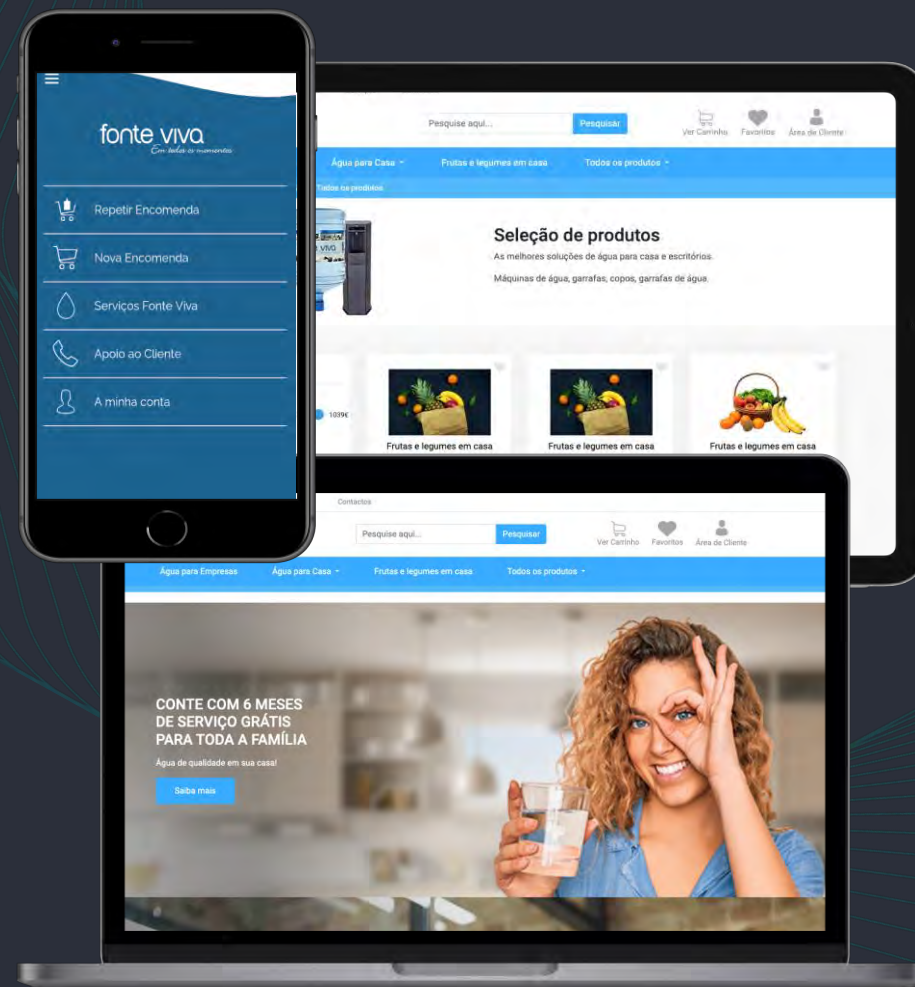 fonte viva
Em todos os momentos
Repetir Encomenda
Nova Encomenda
Serviços Fonte Viva
Apoio ao Cliente
A minha conta
Pesquise aqui...
Pesquisar
Ver Carrinho
Favoritos
Área de Cliente
Água para Casa
Frutas e legumes em casa
Todos os produtos
Todos os produtos
Seleção de produtos
As melhores soluções de água para casa e escritórios.
Máquinas de água, garrafas, copos, garrafas de água.
1039€
Frutas e legumes em casa
Frutas e legumes em casa
Frutas e legumes em casa
Contactos
Pesquise aqui...
Pesquisar
Ver Carrinho
Favoritos
Área de Cliente
Água para Empresas
Água para Casa
Frutas e legumes em casa
Todos os produtos
CONTE COM 6 MESES
DE SERVIÇO GRÁTIS
PARA TODA A FAMÍLIA
Água de qualidade em sua casa!
Saiba mais